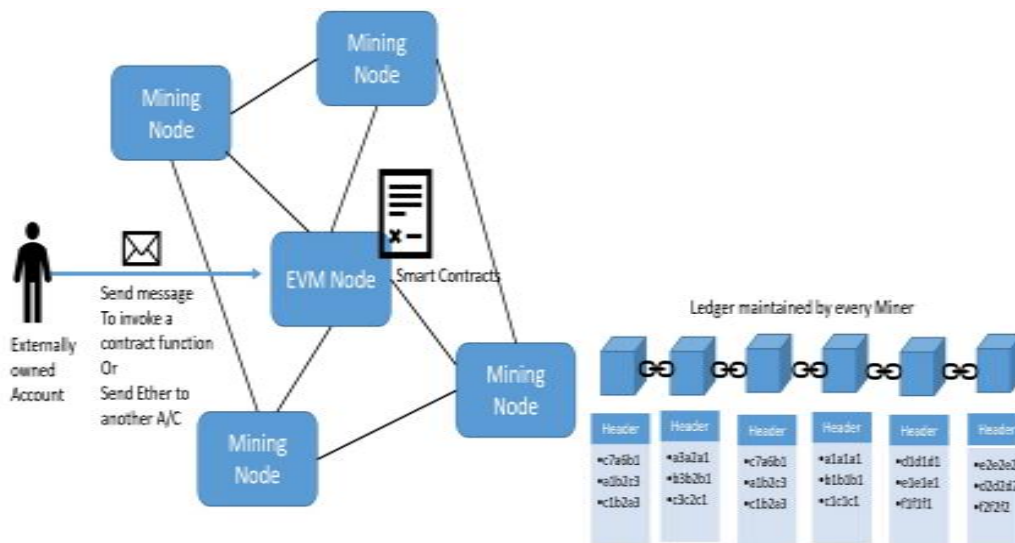 Mining
Node
Mining
Node
EVM Node
Smart Contracts
Send message
To invoke a
contract function
Or
Send Ether to
another A/C
Externally
owned
Account
Mining
Node
Mining
Node
Ledger maintained by every Miner
Header
•c7a6b1
•a1b2c3
•c1b2a3
Header
•a3a2a1
•b3b2b1
•c3c2c1
Header
•c7a6b1
•a1b2c3
•c1b2a3
Header
•a1a1a1
•b1b1b1
•c1c1c1
Header
•d1d1d1
•e1e1e1
•f1f1f1
Header
•e2e2e2
•d2d2d2
•f2f2f2